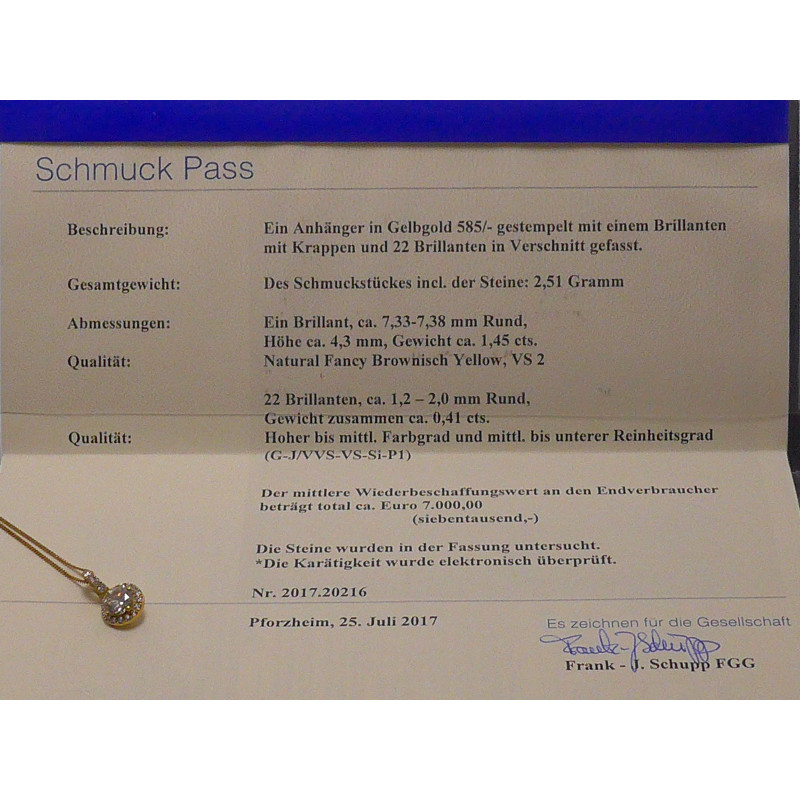 Schmuck Pass
Beschreibung: Ein Anhänger in Gelbgold 585/- gestempelt mit einem Brillanten
mit Krappen und 22 Brillanten in Verschnitt gefasst.
Gesamtgewicht: Des Schmuckstückes incl. der Steine: 2,51 Gramm
Abmessungen: Ein Brillant, ca. 7,33-7,38 mm Rund,
Höhe ca. 4,3 mm, Gewicht ca. 1,45 cts.
Qualität: Natural Fancy Brownisch Yellow, VS 2
22 Brillanten, ca. 1,2 – 2,0 mm Rund,
Gewicht zusammen ca. 0,41 cts.
Qualität: Hoher bis mittl. Farbgrad und mittl. bis unterer Reinheitsgrad
(G-J/VVS-VS-Si-P1)
Der mittlere Wiederbeschaffungswert an den Endverbraucher
beträgt total ca. Euro 7.000,00
(siebentausend,-)
Die Steine wurden in der Fassung untersucht.
*Die Karätigkeit wurde elektronisch überprüft.
Nr. 2017.20216
Pforzheim, 25. Juli 2017
Es zeichnen für die Gesellschaft
Frank-J Schupp
Frank - J. Schupp FGG